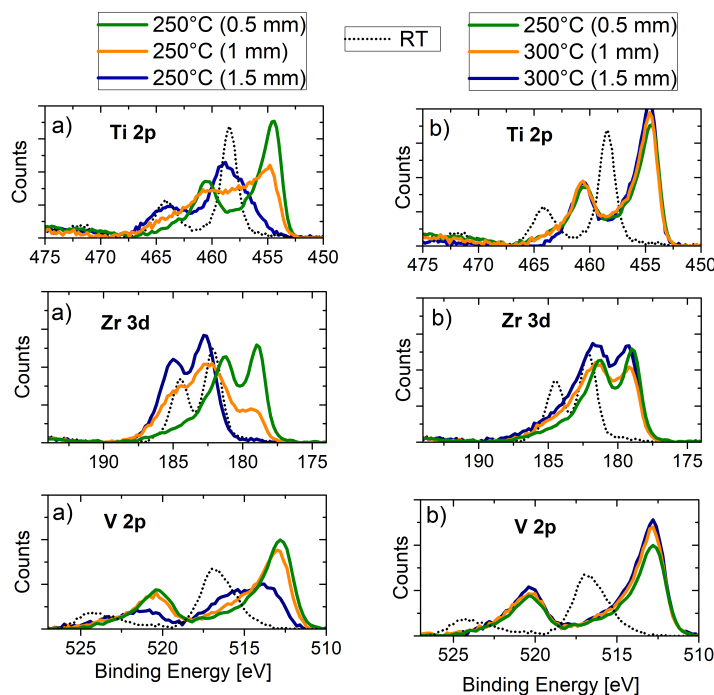 250°C (0.5 mm)
250°C (1 mm)
250°C (1.5 mm)
RT
250°C (0.5 mm)
300°C (1 mm)
300°C (1.5 mm)
a)
Ti 2p
Counts
475 470 465 460 455 450
b)
Ti 2p
Counts
475 470 465 460 455 450
a)
Zr 3d
Counts
190 185 180 175
b)
Zr 3d
Counts
190 185 180 175
a)
V 2p
Counts
525 520 515 510
Binding Energy [eV]
b)
V 2p
Counts
525 520 515 510
Binding Energy [eV]